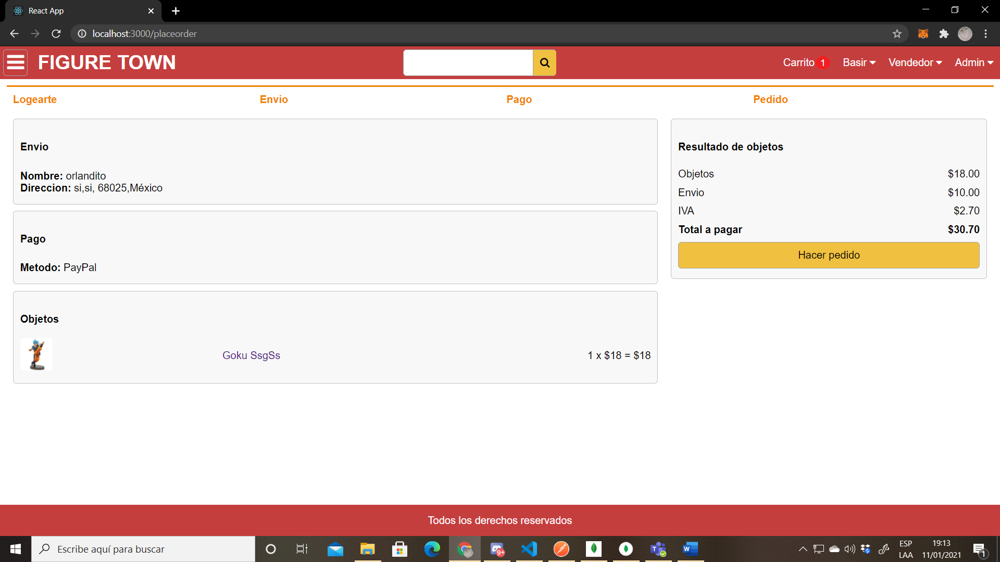 React App
localhost:3000/placeorder
FIGURE TOWN
Carrito 1 Basir Vendedor Admin
Logearte Envio Pago Pedido
Envio
Nombre: orlandito
Direccion: si,si, 68025,México
Pago
Metodo: PayPal
Objetos
Goku SsgSs 1 x $18 = $18
Resultado de objetos
Objetos $18.00
Envio $10.00
IVA $2.70
Total a pagar $30.70
Hacer pedido
Todos los derechos reservados
Escribe aquí para buscar
9+
T
W
ESP
LAA
19:13
11/01/2021
1